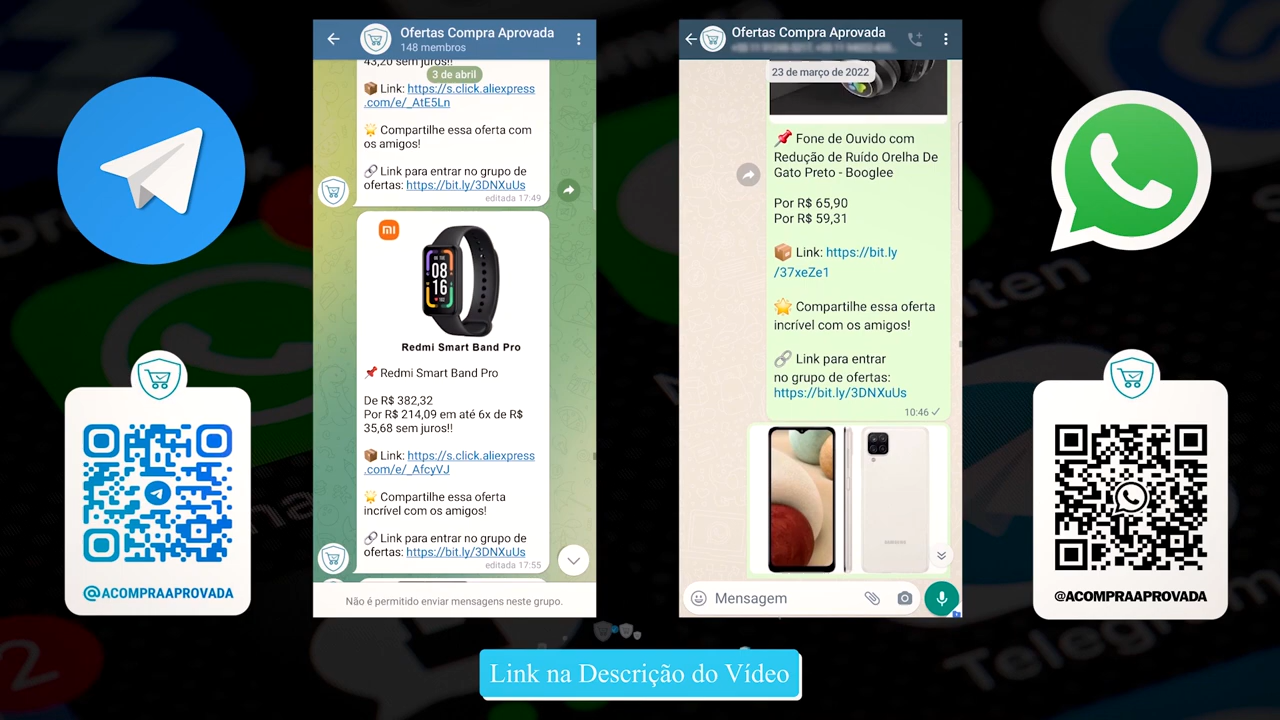 Ofertas Compra Aprovada
148 membros
43,20 sem juros!!
3 de abril
📦 Link: https://s.click.aliexpress
.com/e/_AtE5Ln
🌟 Compartilhe essa oferta com
os amigos!
🔗 Link para entrar no grupo de
ofertas: https://bit.ly/3DNXuUs
editada 17:49
mi
Redmi Smart Band Pro
📌 Redmi Smart Band Pro
De R$ 382,32
Por R$ 214,09 em até 6x de R$
35,68 sem juros!!
📦 Link: https://s.click.aliexpress
.com/e/_AfcyVJ
🌟 Compartilhe essa oferta
incrível com os amigos!
🔗 Link para entrar no grupo de
ofertas: https://bit.ly/3DNXuUs
editada 17:55
Não é permitido enviar mensagens neste grupo.
@ACOMPRAAPROVADA
Ofertas Compra Aprovada
23 de março de 2022
📌 Fone de Ouvido com
Redução de Ruído Orelha De
Gato Preto - Booglee
Por R$ 65,90
Por R$ 59,31
📦 Link: https://bit.ly
/37xeZe1
🌟 Compartilhe essa oferta
incrível com os amigos!
🔗 Link para entrar
no grupo de ofertas:
https://bit.ly/3DNXuUs
10:46
SAMSUNG
Mensagem
@ACOMPRAAPROVADA
Link na Descrição do Vídeo